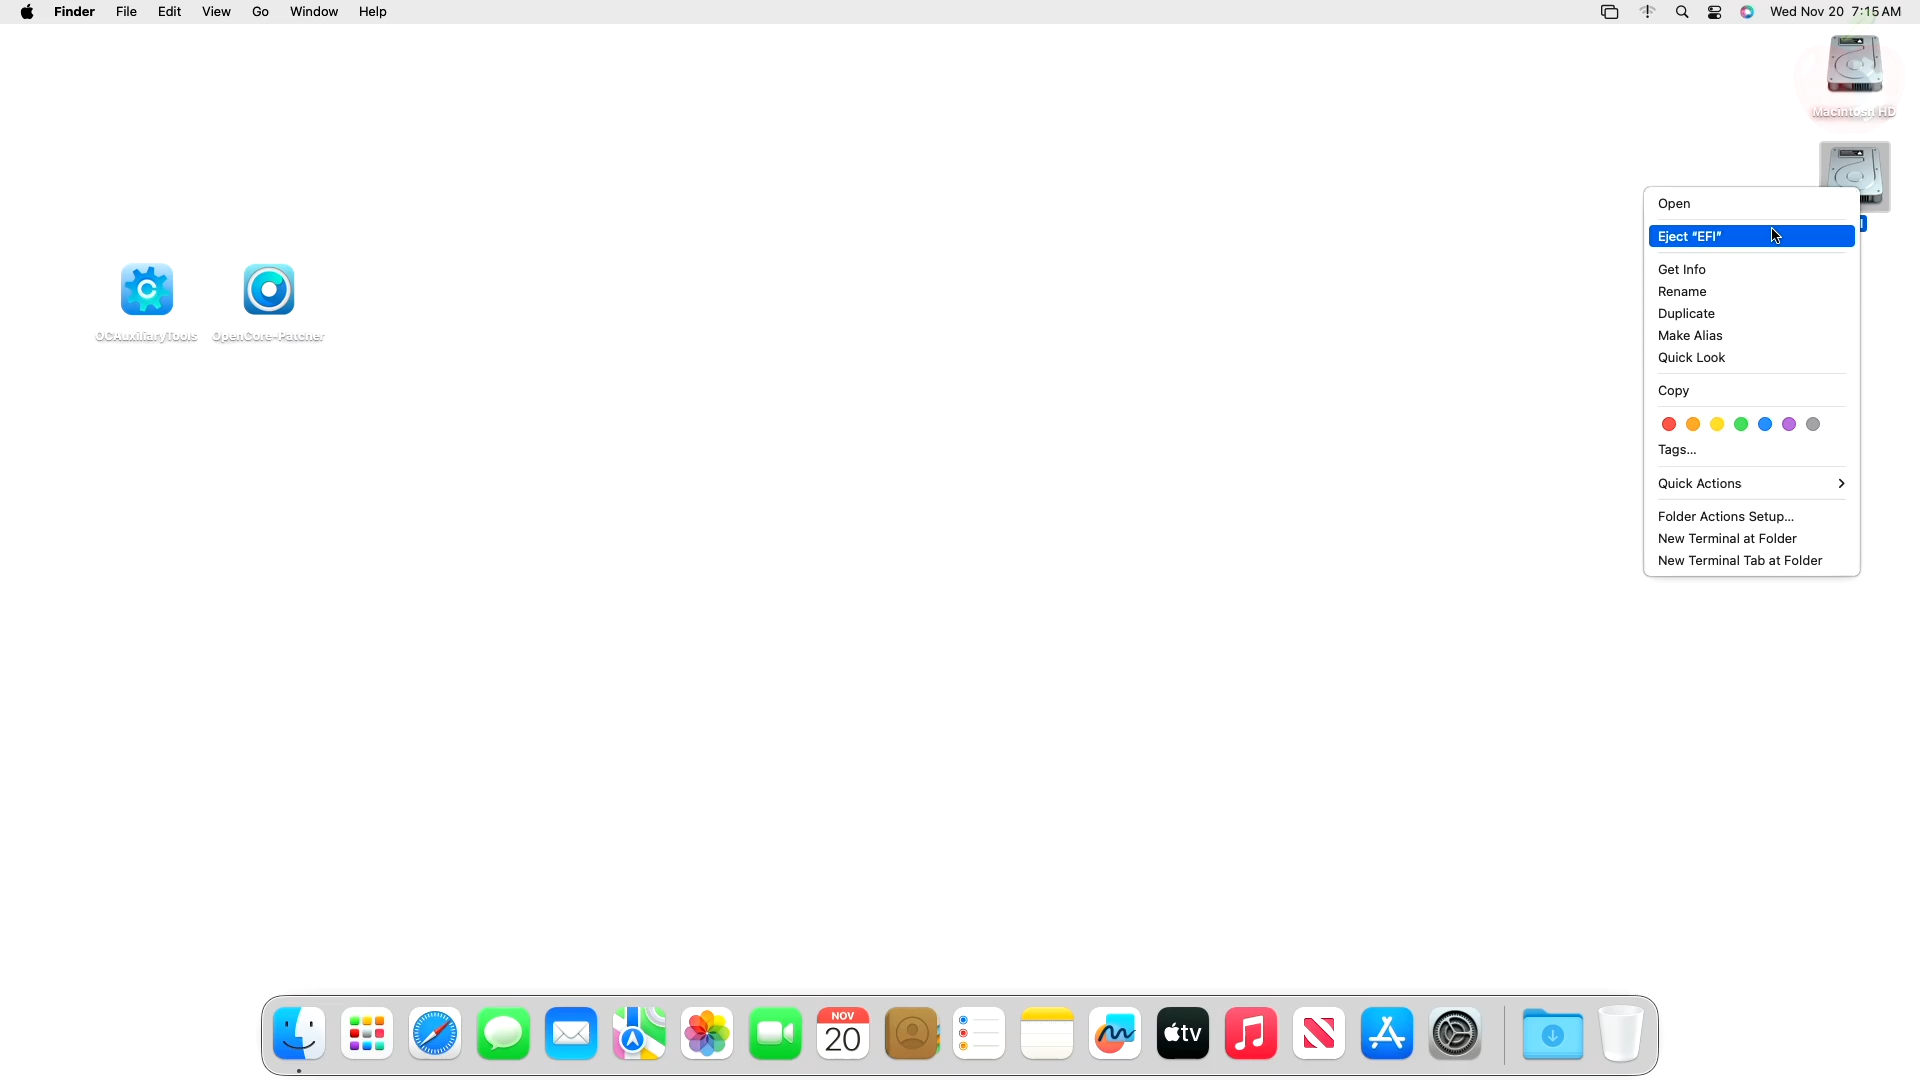 Finder File Edit View Go Window Help Wed Nov 20 7:15 AM
Macintosh HD
Open
Eject “EFI”
Get Info
Rename
Duplicate
Make Alias
Quick Look
Copy
Tags...
Quick Actions
Folder Actions Setup...
New Terminal at Folder
New Terminal Tab at Folder
OCAuxiliaryTools OpenCore-Patcher
NOV
20
tv